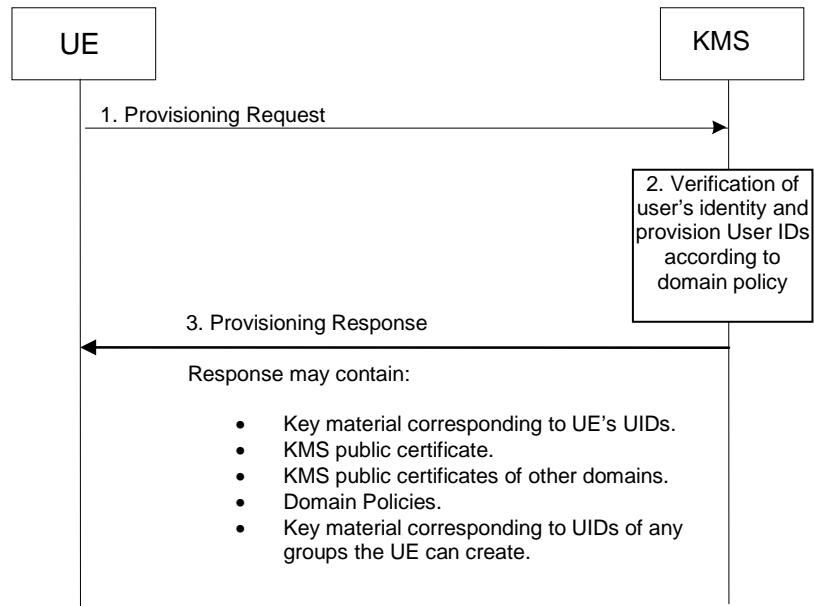 UE
KMS
1. Provisioning Request
2. Verification of
user's identity and
provision User IDs
according to
domain policy
3. Provisioning Response
Response may contain:
• Key material corresponding to UE's UIDs.
• KMS public certificate.
• KMS public certificates of other domains.
• Domain Policies.
• Key material corresponding to UIDs of any
groups the UE can create.